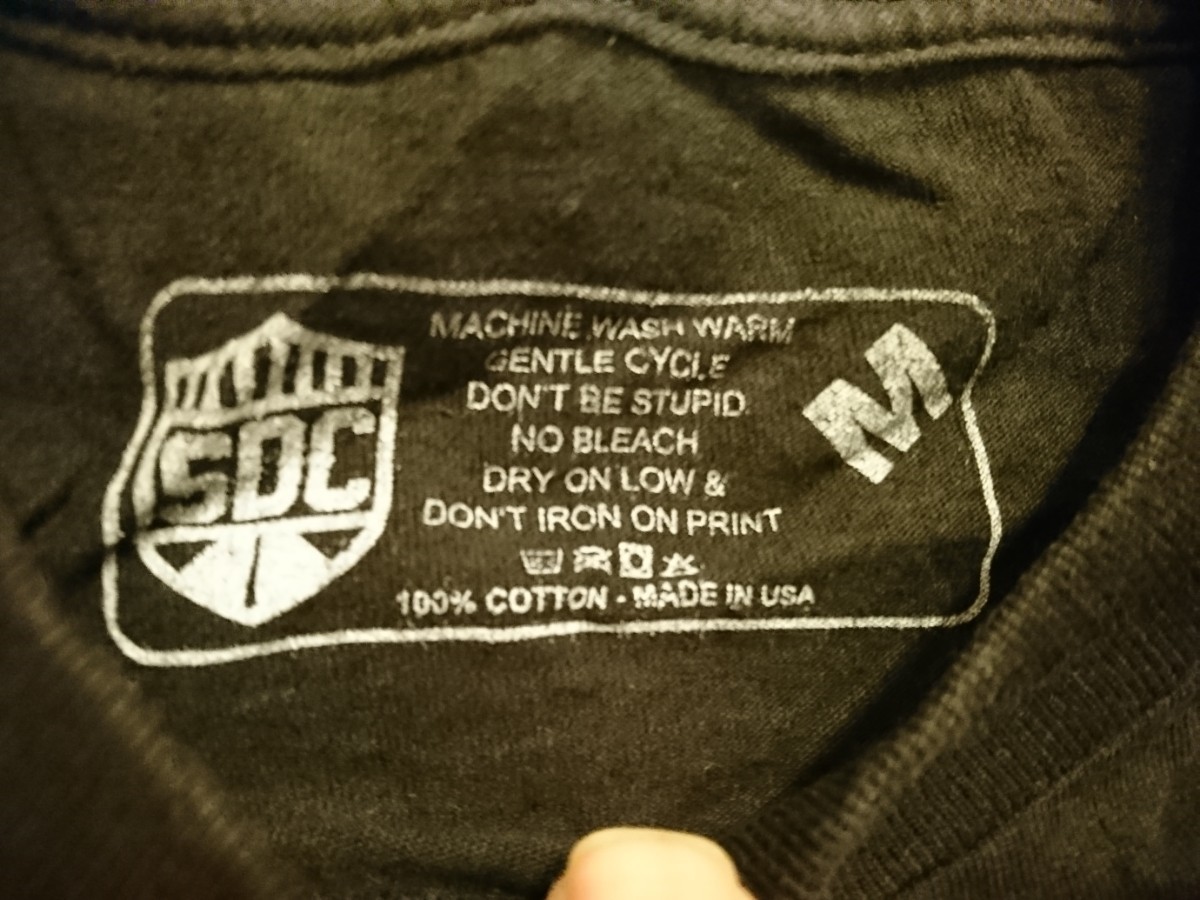 SDC
MACHINE WASH WARM
GENTLE CYCLE
DON'T BE STUPID
NO BLEACH
DRY ON LOW &
DON'T IRON ON PRINT
100% COTTON - MADE IN USA
M